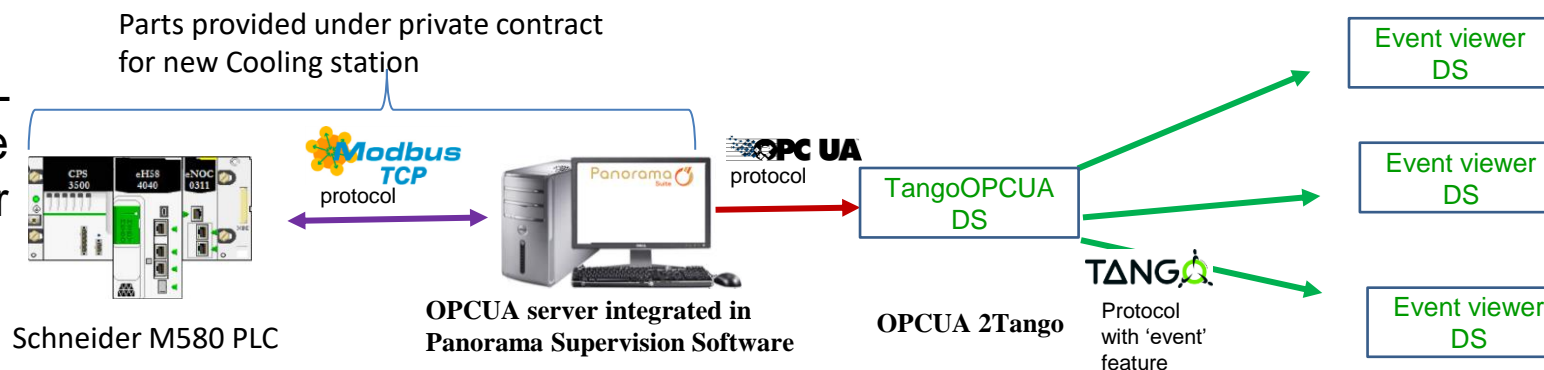 Parts provided under private contract
for new Cooling station
e
r
CPS
3500
eH58
4040
eNOC
0311
Modbus
TCP
protocol
Panorama
Suite
OPC UA
protocol
TangoOPCUA
DS
Event viewer
DS
Event viewer
DS
Event viewer
DS
TANGO
Protocol
with ‘event’
feature
Schneider M580 PLC
OPCUA server integrated in
Panorama Supervision Software
OPCUA 2Tango